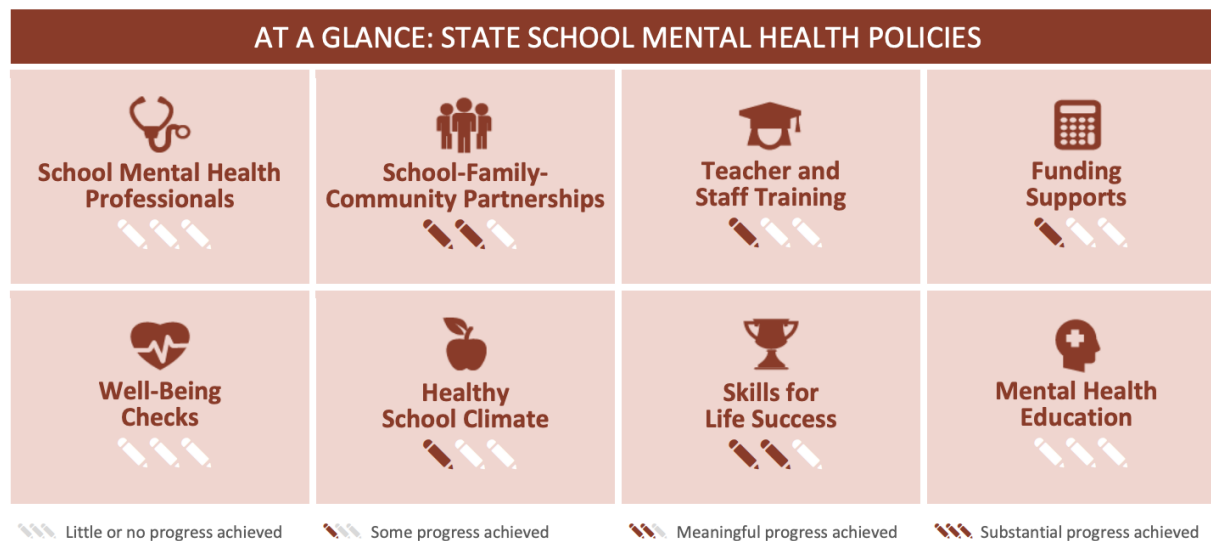 AT A GLANCE: STATE SCHOOL MENTAL HEALTH POLICIES
School Mental Health
Professionals
School-Family-
Community Partnerships
Teacher and
Staff Training
Funding
Supports
Well-Being
Checks
Healthy
School Climate
Skills for
Life Success
Mental Health
Education
Little or no progress achieved
Some progress achieved
Meaningful progress achieved
Substantial progress achieved